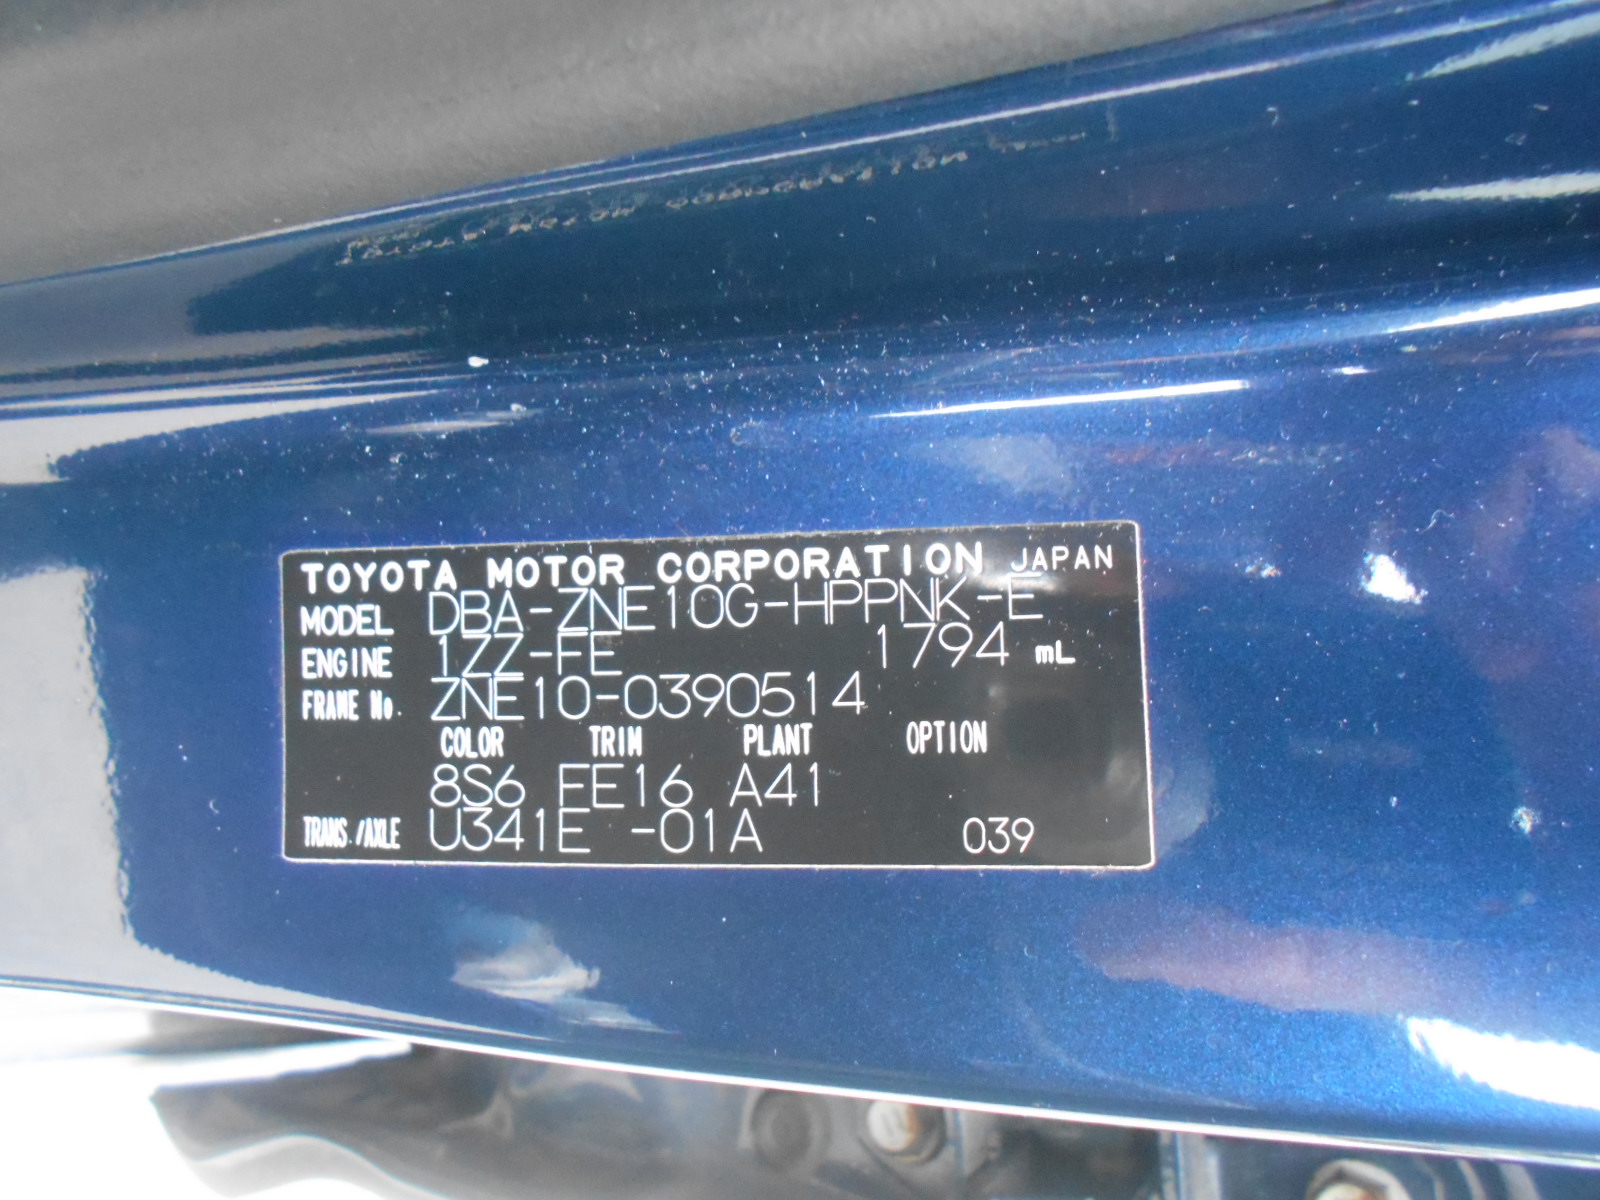 TOYOTA MOTOR CORPORATION JAPAN
MODEL DBA-ZNE10G-HPPNK-E
ENGINE 1ZZ-FE 1794 mL
FRAME No. ZNE10-0390514
COLOR TRIM PLANT OPTION
8S6 FE16 A41
TRANS./AXLE U341E -01A 039